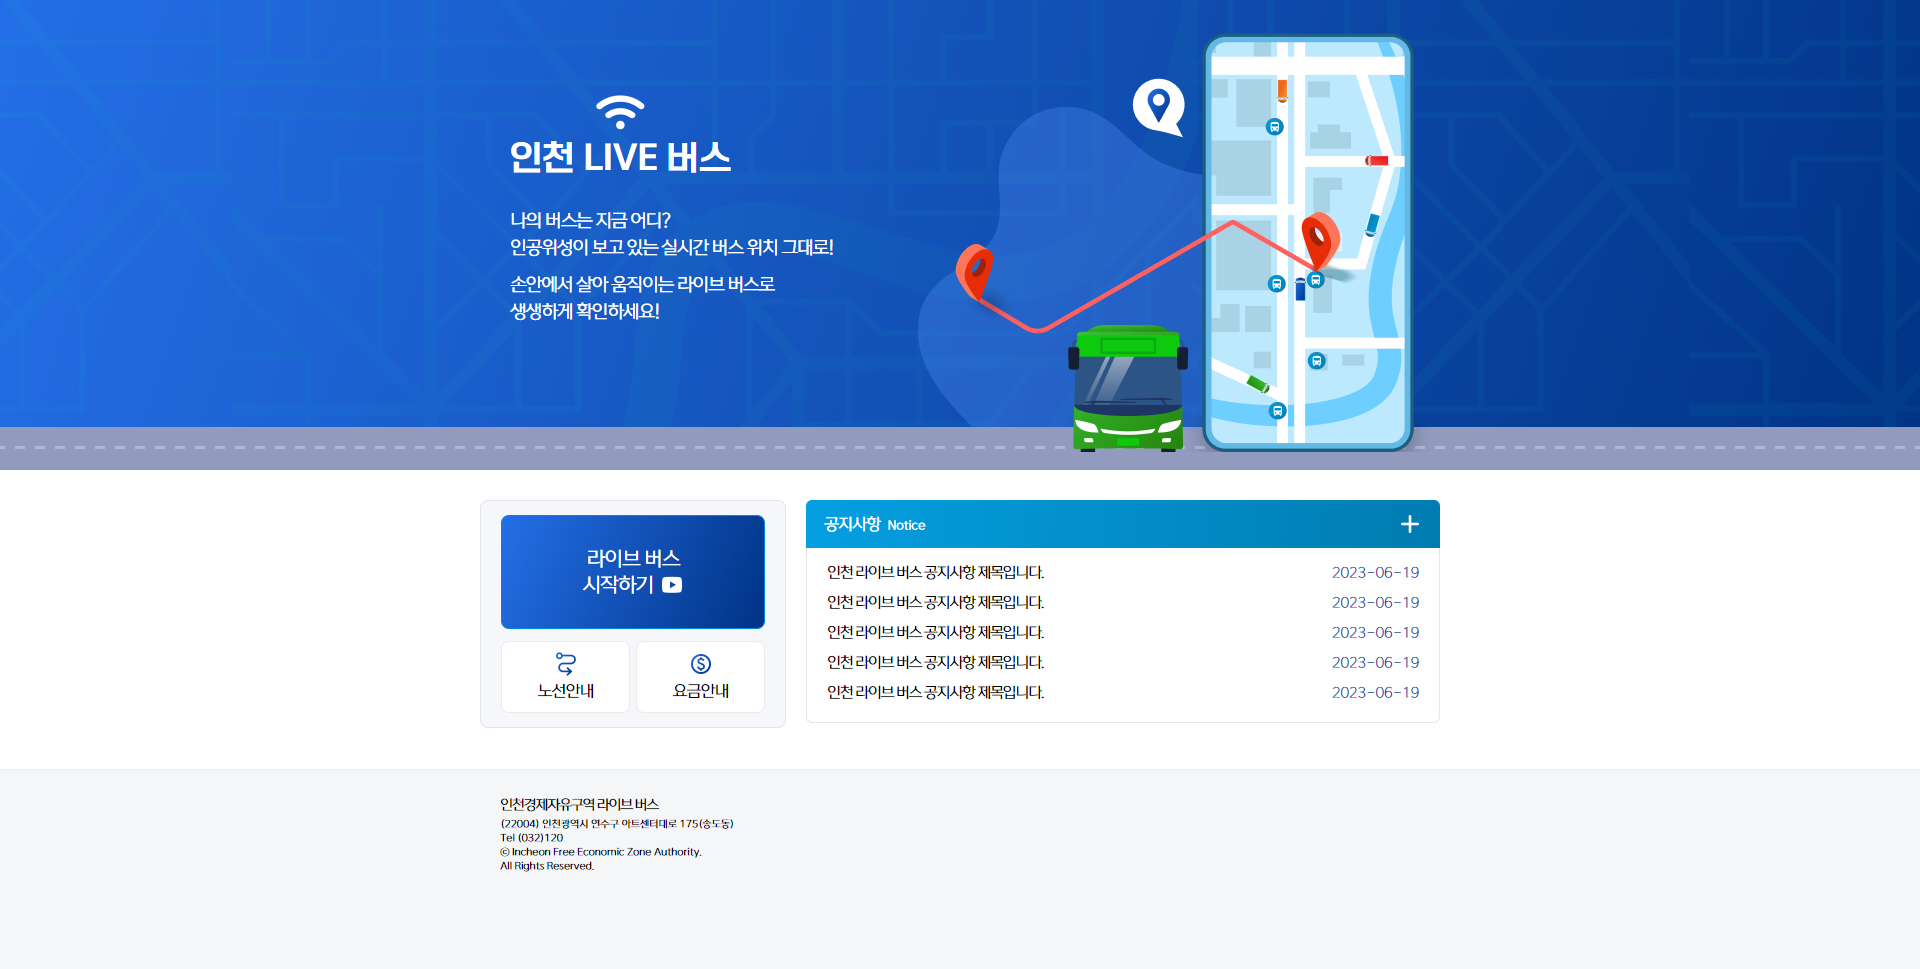 인천 LIVE 버스
나의 버스는 지금 어디?
인공위성이 보고 있는 실시간 버스 위치 그대로!
손안에서 살아 움직이는 라이브 버스로
생생하게 확인하세요!
라이브 버스
시작하기
노선안내
요금안내
공지사항 Notice
인천 라이브 버스 공지사항 제목입니다. 2023-06-19
인천 라이브 버스 공지사항 제목입니다. 2023-06-19
인천 라이브 버스 공지사항 제목입니다. 2023-06-19
인천 라이브 버스 공지사항 제목입니다. 2023-06-19
인천 라이브 버스 공지사항 제목입니다. 2023-06-19
인천경제자유구역 라이브 버스
(22004) 인천광역시 연수구 아트센터대로 175(송도동)
Tel (032)120
ⓒ Incheon Free Economic Zone Authority.
All Rights Reserved.